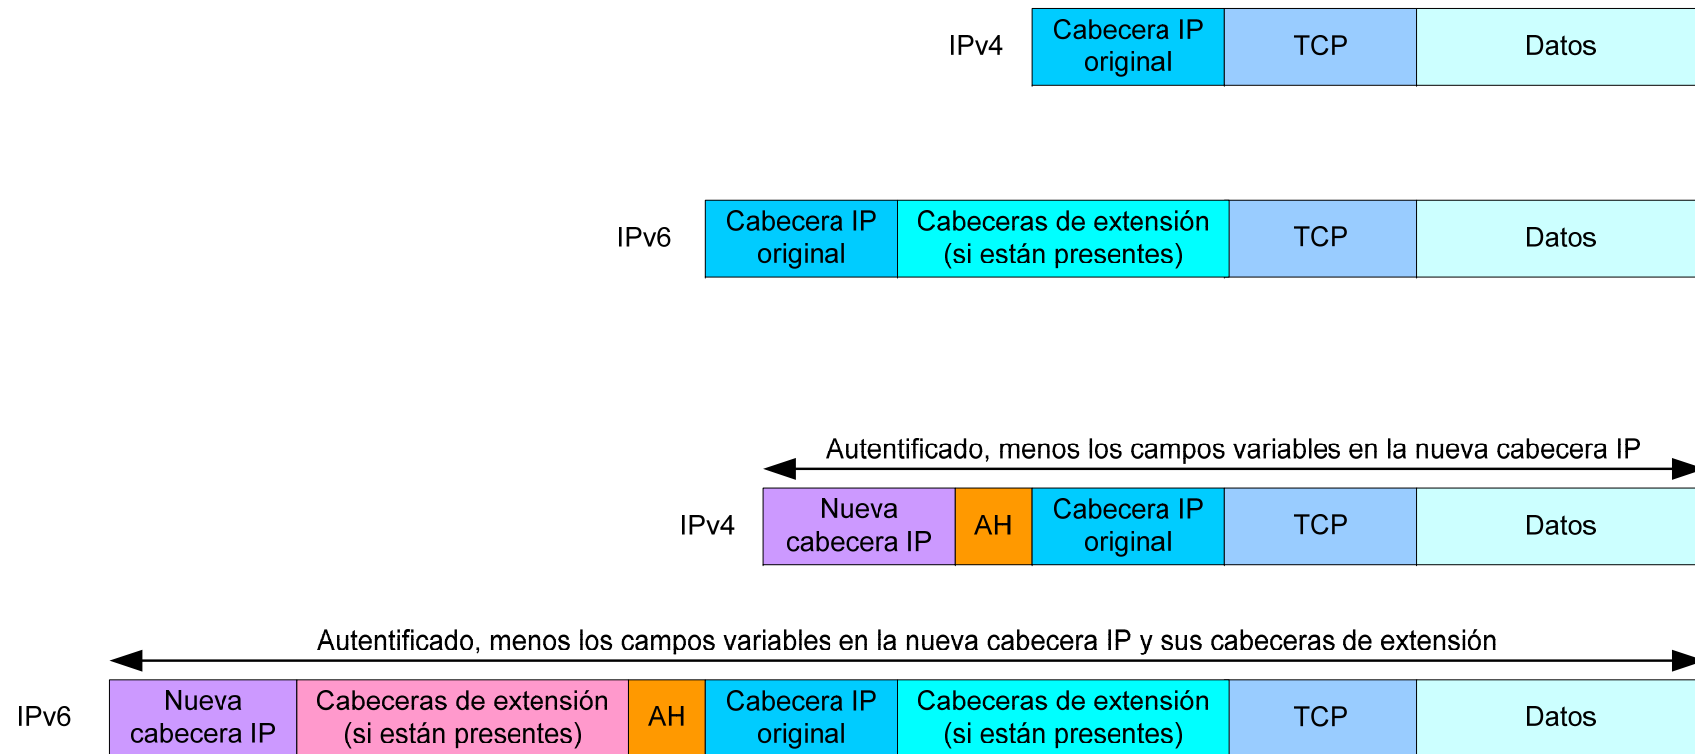 IPv4
Cabecera IP
original
TCP
Datos
IPv6
Cabecera IP
original
Cabeceras de extensión
(si están presentes)
TCP
Datos
Autentificado, menos los campos variables en la nueva cabecera IP
IPv4
Nueva
cabecera IP
AH
Cabecera IP
original
TCP
Datos
Autentificado, menos los campos variables en la nueva cabecera IP y sus cabeceras de extensión
IPv6
Nueva
cabecera IP
Cabeceras de extensión
(si están presentes)
AH
Cabecera IP
original
Cabeceras de extensión
(si están presentes)
TCP
Datos